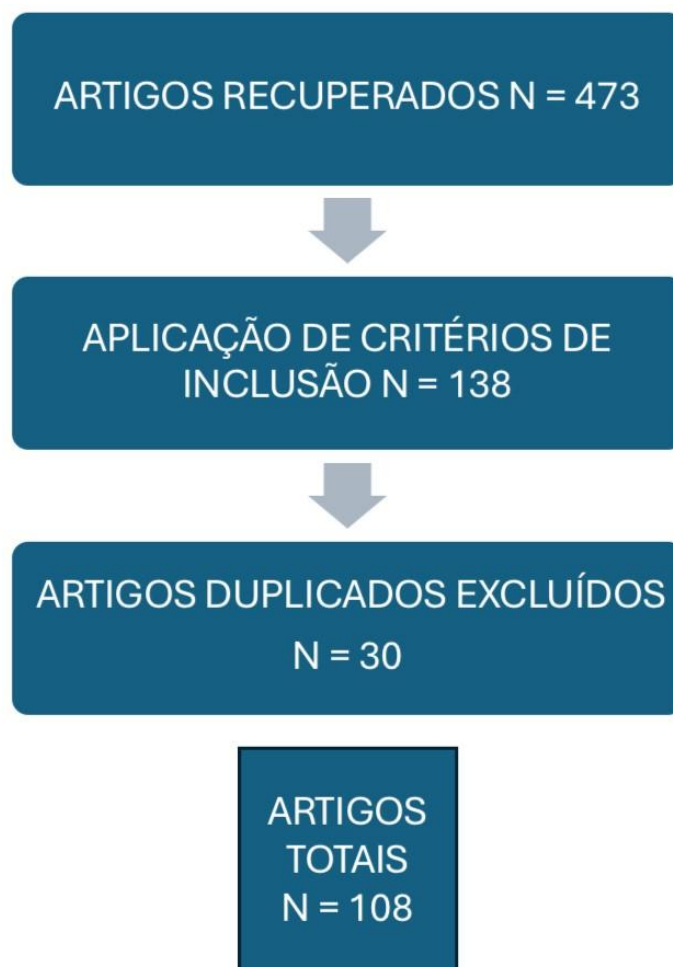 ARTIGOS RECUPERADOS N = 473
APLICAÇÃO DE CRITÉRIOS DE
INCLUSÃO N = 138
ARTIGOS DUPLICADOS EXCLUÍDOS
N = 30
ARTIGOS
TOTAIS
N = 108